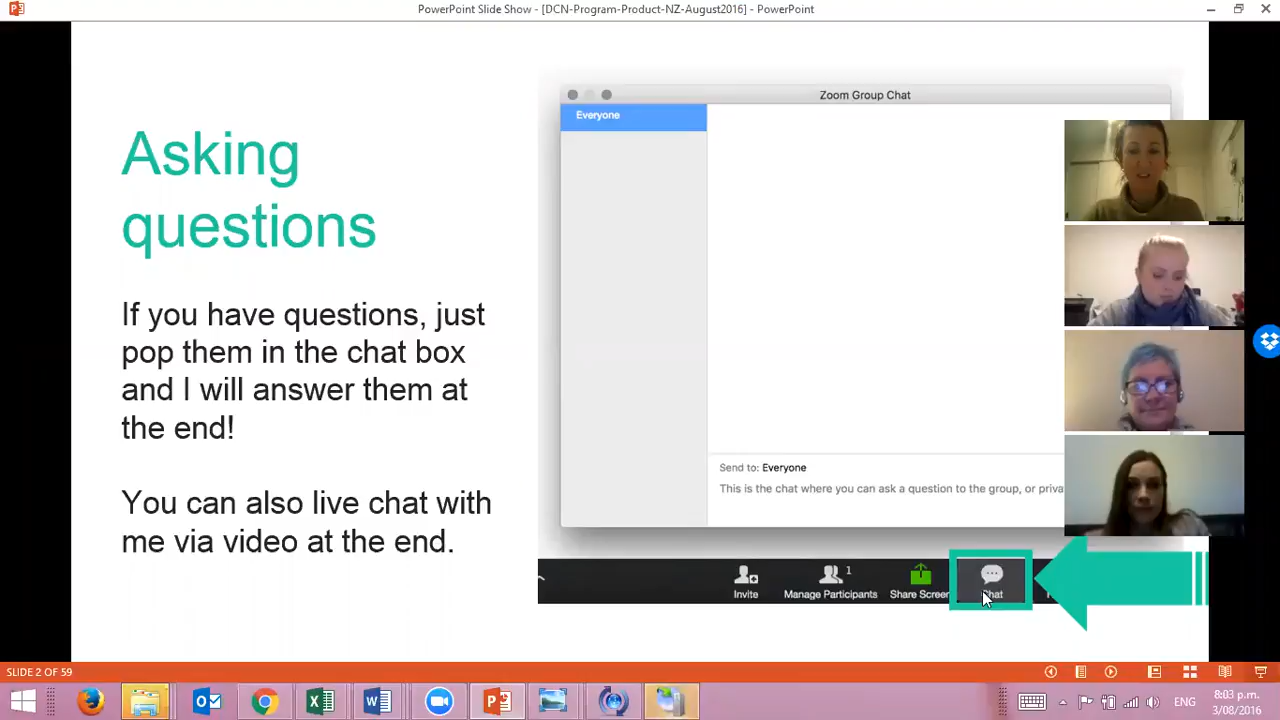 PowerPoint Slide Show - [DCN-Program-Product-NZ-August2016] - PowerPoint
Asking
questions
If you have questions, just
pop them in the chat box
and I will answer them at
the end!
You can also live chat with
me via video at the end.
Zoom Group Chat
Everyone
Send to: Everyone
This is the chat where you can ask a question to the group, or priva
Invite
Manage Participants
1
Share Screen
Chat
SLIDE 2 OF 59
ENG
8:03 p.m.
3/08/2016